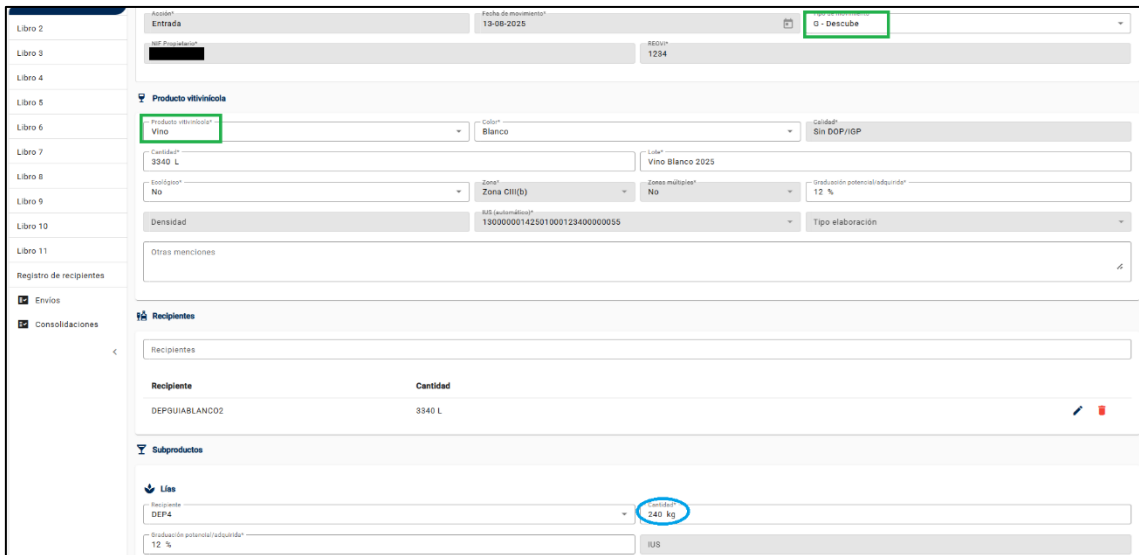 Libro 2
Libro 3
Libro 4
Libro 5
Libro 6
Libro 7
Libro 8
Libro 9
Libro 10
Libro 11
Registro de recipientes
Envíos
Consolidaciones
Acción* Fecha de movimiento* Tipo de movimiento*
Entrada 13-08-2025 G - Descube
NIF Propietario* REOVI*
1234
Producto vitivinícola
Producto vitivinícola* Color* Calidad*
Vino Blanco Sin DOP/IGP
Cantidad* Lote*
3340 L Vino Blanco 2025
Ecológico* Zona* Zonas múltiples* Graduación potencial/adquirida*
No Zona CIII(b) No 12 %
IUS (automático)*
Densidad 13000000142501000123400000055 Tipo elaboración
Otras menciones
Recipientes
Recipientes
Recipiente Cantidad
DEPGUIABLANCO2 3340 L
Subproductos
Lías
Recipiente Cantidad*
DEP4 240 kg
Graduación potencial/adquirida*
12 % IUS